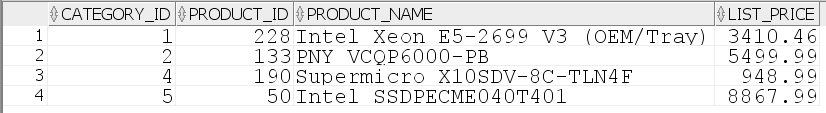 CATEGORY_ID PRODUCT_ID PRODUCT_NAME LIST_PRICE
1 1 228 Intel Xeon E5-2699 V3 (OEM/Tray) 3410.46
2 2 133 PNY VCQP6000-PB 5499.99
3 4 190 Supermicro X10SDV-8C-TLN4F 948.99
4 5 50 Intel SSDPECME040T401 8867.99